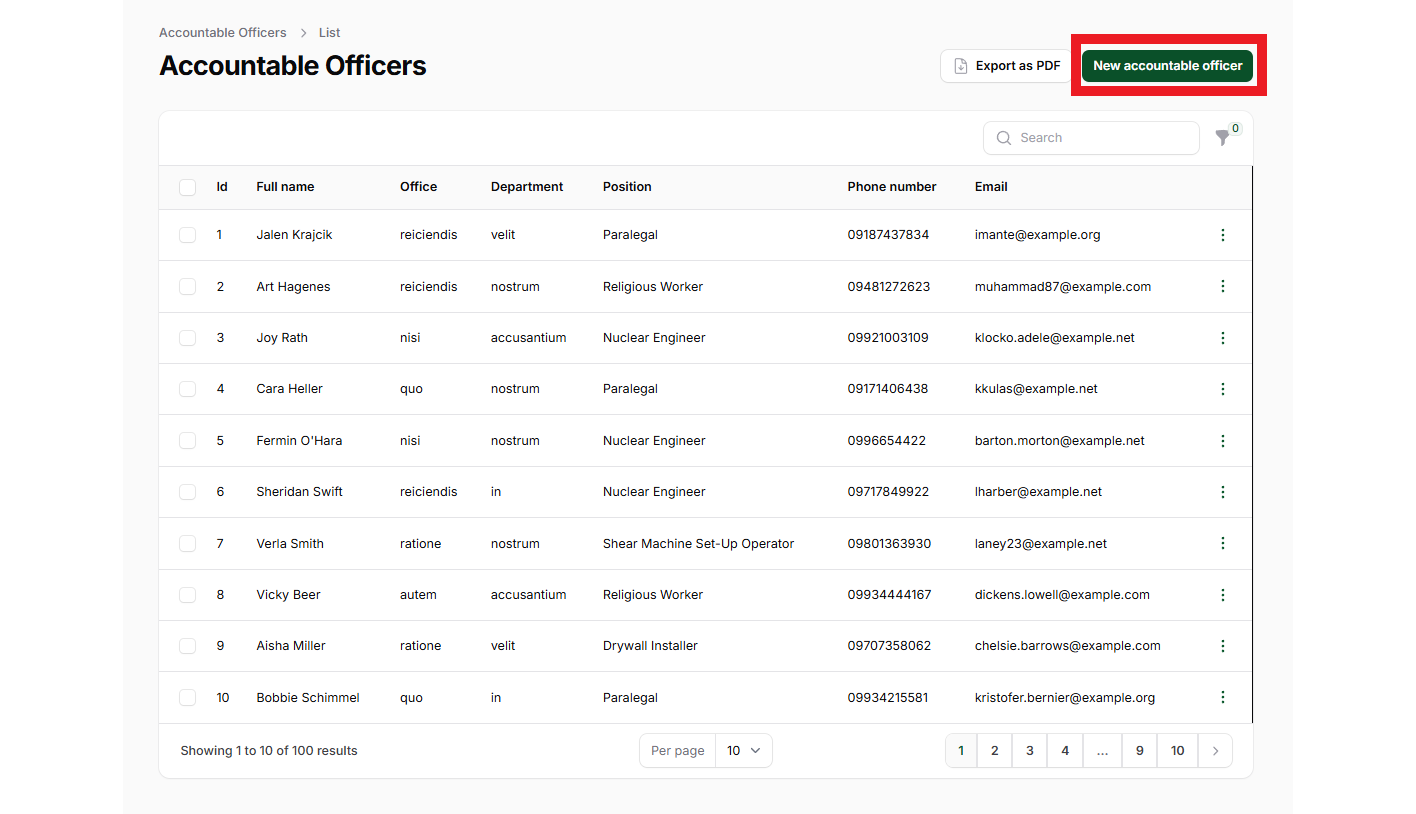 Accountable Officers > List
Accountable Officers
Export as PDF
New accountable officer
Search
0
Id Full name Office Department Position Phone number Email
1 Jalen Krajcik reiciendis velit Paralegal 09187437834 imante@example.org
2 Art Hagenes reiciendis nostrum Religious Worker 09481272623 muhammad87@example.com
3 Joy Rath nisi accusantium Nuclear Engineer 09921003109 klocko.adele@example.net
4 Cara Heller quo nostrum Paralegal 09171406438 kkulas@example.net
5 Fermin O'Hara nisi nostrum Nuclear Engineer 0996654422 barton.morton@example.net
6 Sheridan Swift reiciendis in Nuclear Engineer 09717849922 lharber@example.net
7 Verla Smith ratione nostrum Shear Machine Set-Up Operator 09801363930 laney23@example.net
8 Vicky Beer autem accusantium Religious Worker 09934444167 dickens.lowell@example.com
9 Aisha Miller ratione velit Drywall Installer 09707358062 chelsie.barrows@example.com
10 Bobbie Schimmel quo in Paralegal 09934215581 kristofer.bernier@example.org
Showing 1 to 10 of 100 results
Per page 10
1 2 3 4 ... 9 10